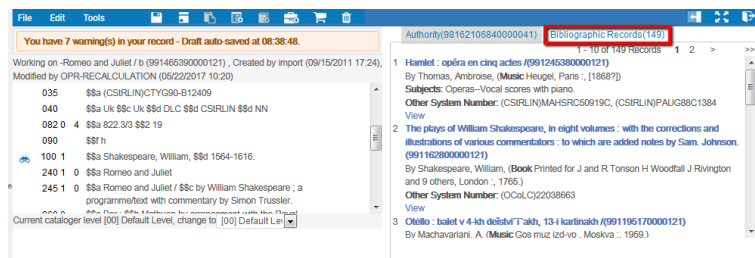 File Edit Tools
You have 7 warning(s) in your record - Draft auto-saved at 08:38:48.
Working on -Romeo and Juliet / b (991465390000121) , Created by import (09/15/2011 17:24),
Modified by OPR-RECALCULATION (05/22/2017 10:20)
035 $$a (CStRLIN)CTYG90-B12409
040 $$a Uk $$c Uk $$d DLC $$d CStRLIN $$d NN
082 0 4 $$a 822.3/3 $$2 19
090 $$f h
100 1 $$a Shakespeare, William, $$d 1564-1616.
240 1 0 $$a Romeo and Juliet
245 1 0 $$a Romeo and Juliet / $$c by William Shakespeare ; a
programme/text with commentary by Simon Trussler.
Current cataloger level [00] Default Level, change to [00] Default Lev
Authority(98162106840000041) Bibliographic Records(149)
1 - 10 of 149 Records 1 2 > >>
1 Hamlet : opéra en cinq actes /(991245380000121)
By Thomas, Ambroise, (Music Heugel, Paris :, [1868?])
Subjects: Operas--Vocal scores with piano.
Other System Number: (CStRLIN)MAHSRC50919C, (CStRLIN)PAUG88C1384
View
2 The plays of William Shakespeare, in eight volumes : with the corrections and
illustrations of various commentators : to which are added notes by Sam. Johnson.
(991162800000121)
By Shakespeare, William, (Book Printed for J and R Tonson H Woodfall J Rivington
and 9 others, London :, 1765.)
Other System Number: (OCoLC)22038663
View
3 Otello : balet v 4-kh deĭstvii︠a︡kh, 13-i kartinakh /(991195170000121)
By Machavariani, A. (Music Gos muz izd-vo , Moskva :, 1959.)